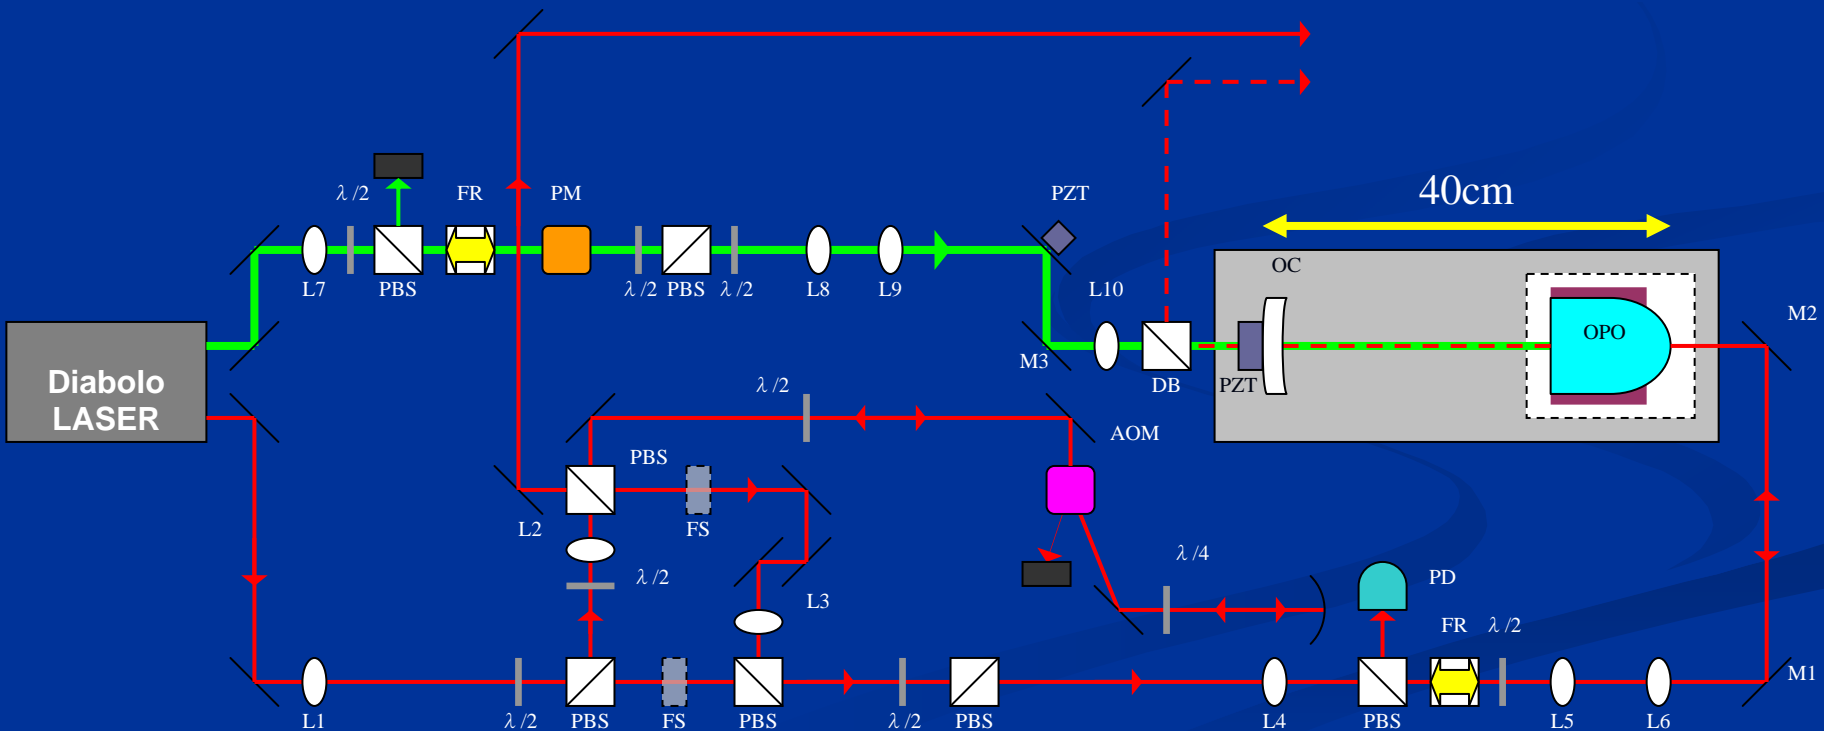 40cm
λ /2
FR
PM
PZT
OC
L7
PBS
λ /2
PBS
λ /2
L8
L9
L10
M2
OPO
M3
DB
PZT
Diabolo
LASER
λ /2
AOM
PBS
L2
FS
λ /4
λ /2
L3
PD
FR
λ /2
M1
L1
λ /2
PBS
FS
PBS
λ /2
PBS
L4
PBS
L5
L6